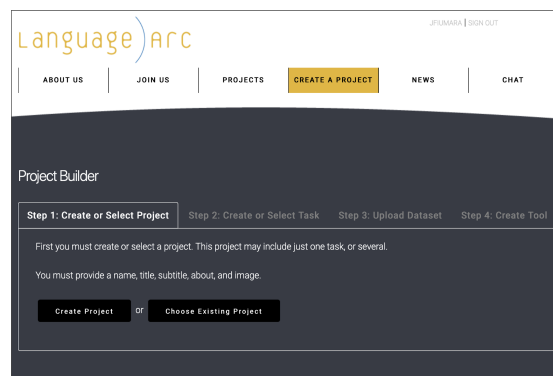 Language)Arc
JFIUMARA | SIGN OUT
ABOUT US JOIN US PROJECTS CREATE A PROJECT NEWS CHAT
Project Builder
Step 1: Create or Select Project Step 2: Create or Select Task Step 3: Upload Dataset Step 4: Create Tool
First you must create or select a project. This project may include just one task, or several.
You must provide a name, title, subtitle, about, and image.
Create Project or Choose Existing Project